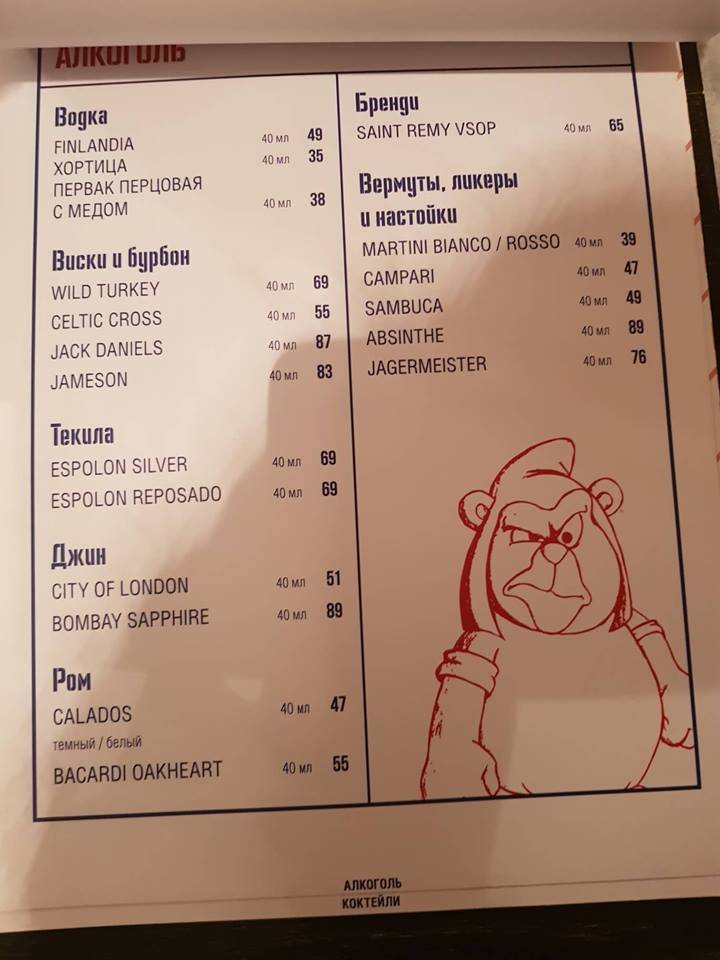 АЛКОГОЛЬ
Водка
FINLANDIA 40 мл 49
ХОРТИЦА 40 мл 35
ПЕРВАК ПЕРЦОВАЯ
С МЕДОМ 40 мл 38
Виски и бурбон
WILD TURKEY 40 мл 69
CELTIC CROSS 40 мл 55
JACK DANIELS 40 мл 87
JAMESON 40 мл 83
Текила
ESPOLON SILVER 40 мл 69
ESPOLON REPOSADO 40 мл 69
Джин
CITY OF LONDON 40 мл 51
BOMBAY SAPPHIRE 40 мл 89
Ром
CALADOS 40 мл 47
темный / белый
BACARDI OAKHEART 40 мл 55
Бренди
SAINT REMY VSOP 40 мл 65
Вермуты, ликеры
и настойки
MARTINI BIANCO / ROSSO 40 мл 39
CAMPARI 40 мл 47
SAMBUCA 40 мл 49
ABSINTHE 40 мл 89
JAGERMEISTER 40 мл 76
АЛКОГОЛЬ
КОКТЕЙЛИ